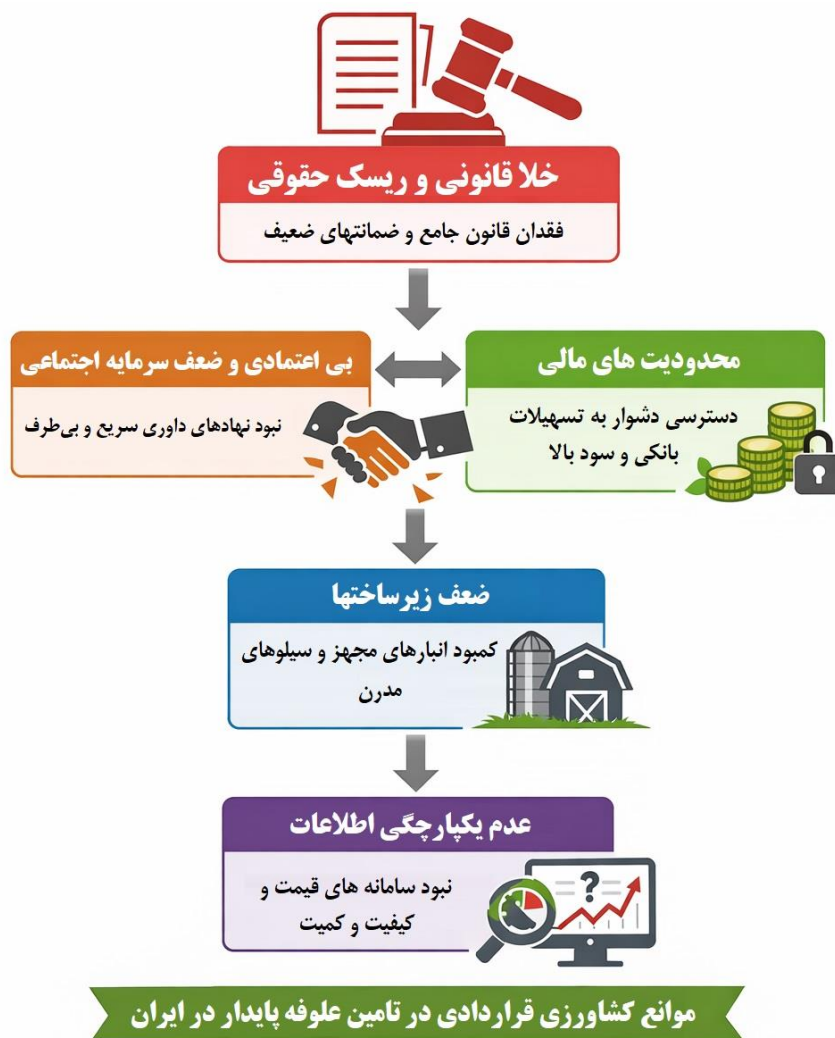 خلا قانونی و ریسک حقوقی
فقدان قانون جامع و ضمانتهای ضعیف
محدودیت های مالی
دسترسی دشوار به تسهیلات
بانکی و سود بالا
بی اعتمادی و ضعف سرمایه اجتماعی
نبود نهادهای داوری سریع و بی‌طرف
ضعف زیرساختها
کمبود انبارهای مجهز و سیلوهای
مدرن
عدم یکپارچگی اطلاعات
نبود سامانه های قیمت و
کیفیت و کمیت
?
موانع کشاورزی قراردادی در تامین علوفه پایدار در ایران